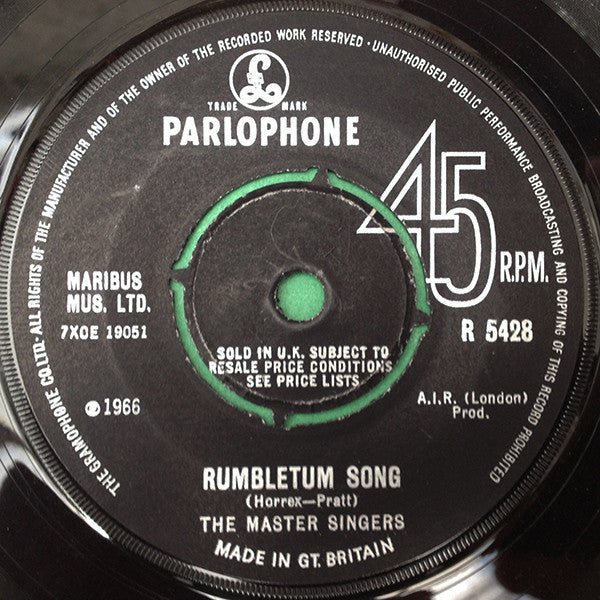 THE GRAMOPHONE CO. LTD.·ALL RIGHTS OF THE MANUFACTURER AND OF THE OWNER OF THE RECORDED WORK RESERVED·UNAUTHORISED PUBLIC PERFORMANCE BROADCASTING AND COPYING OF THIS RECORD PROHIBITED
£
TRADE MARK
PARLOPHONE
45
R.P.M.
MARIBUS
MUS. LTD.
7XCE 19051
R 5428
SOLD IN U.K. SUBJECT TO
RESALE PRICE CONDITIONS
SEE PRICE LISTS
℗1966
A.I.R. (London)
Prod.
RUMBLETUM SONG
(Horrex—Pratt)
THE MASTER SINGERS
MADE IN GT. BRITAIN